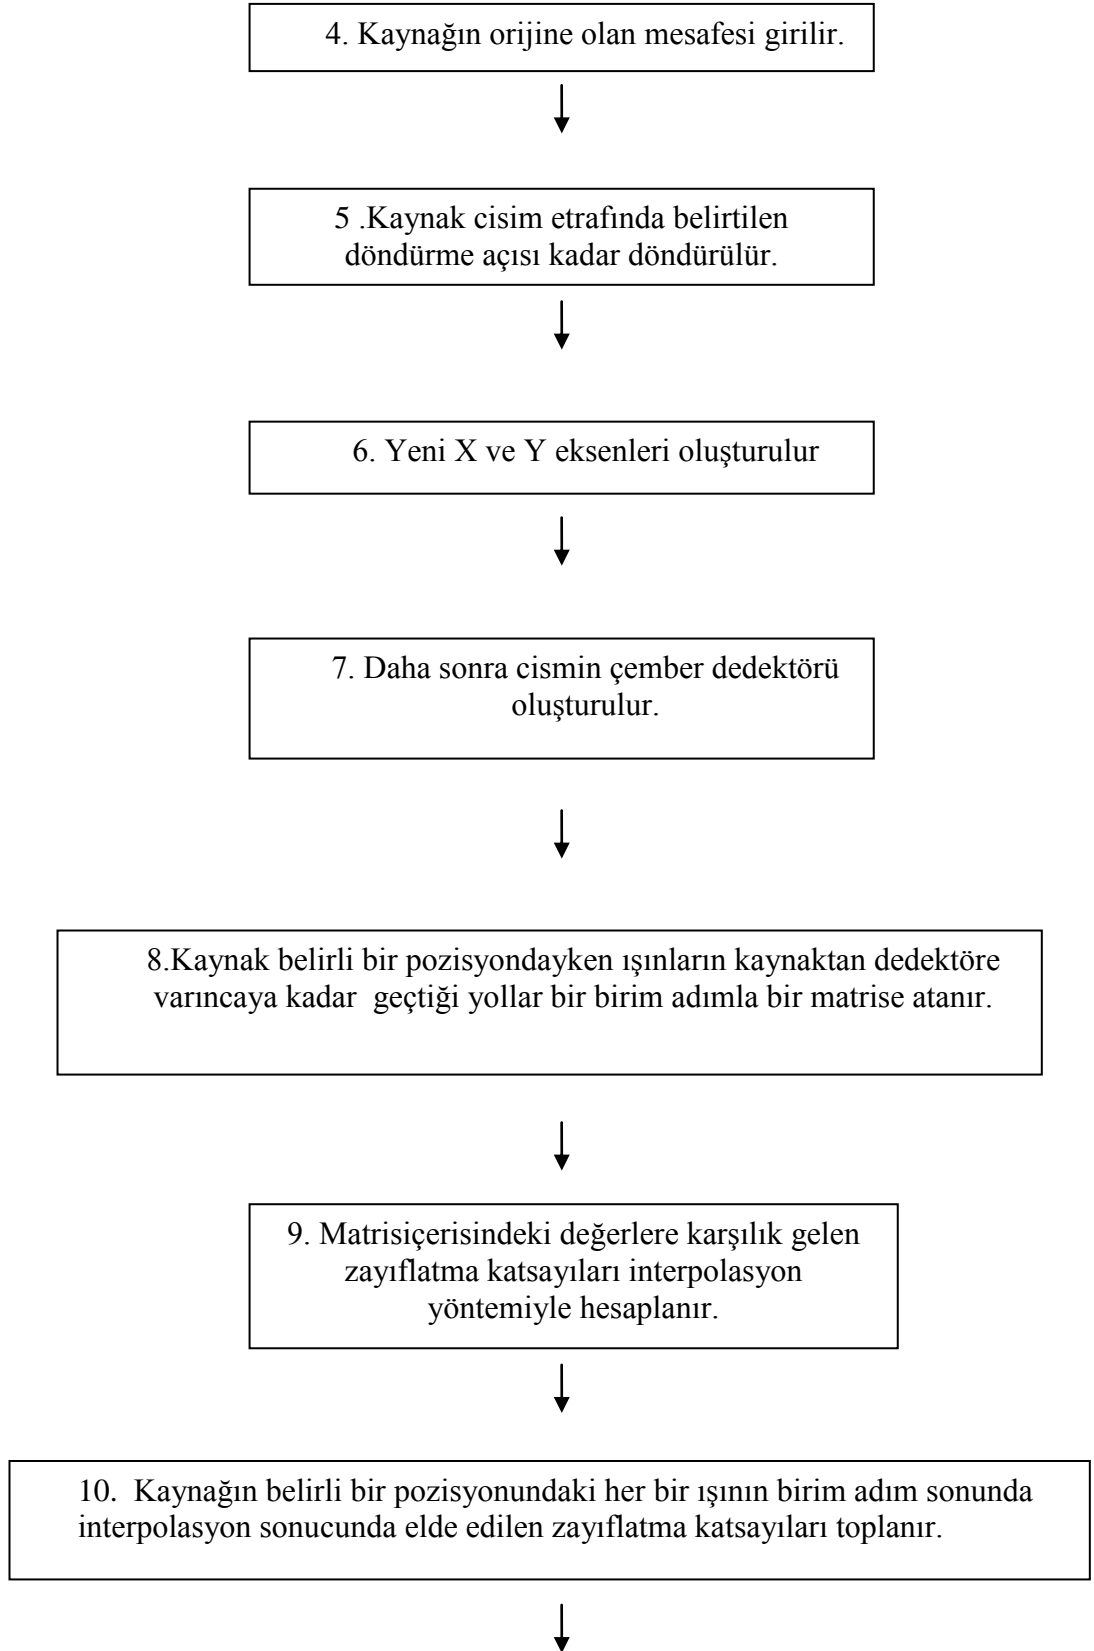 4. Kaynağın orijine olan mesafesi girilir.
5 .Kaynak cisim etrafında belirtilen
döndürme açısı kadar döndürülür.
6. Yeni X ve Y eksenleri oluşturulur
7. Daha sonra cismin çember dedektörü
oluşturulur.
8.Kaynak belirli bir pozisyondayken ışınların kaynaktan dedektöre
varıncaya kadar  geçtiği yollar bir birim adımla bir matrise atanır.
9. Matrisiçerisindeki değerlere karşılık gelen
zayıflatma katsayıları interpolasyon
yöntemiyle hesaplanır.
10.  Kaynağın belirli bir pozisyonundaki her bir ışının birim adım sonunda
interpolasyon sonucunda elde edilen zayıflatma katsayıları toplanır.